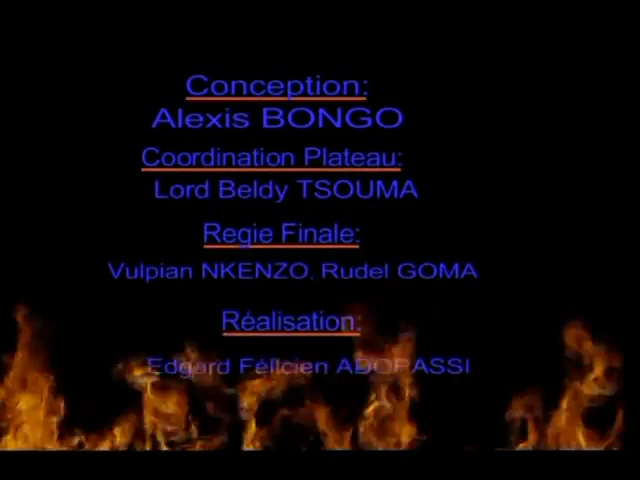 Conception:
Alexis BONGO
Coordination Plateau:
Lord Beldy TSOUMA
Regie Finale:
Vulpian NKENZO, Rudel GOMA
Réalisation:
Edgard Félicien